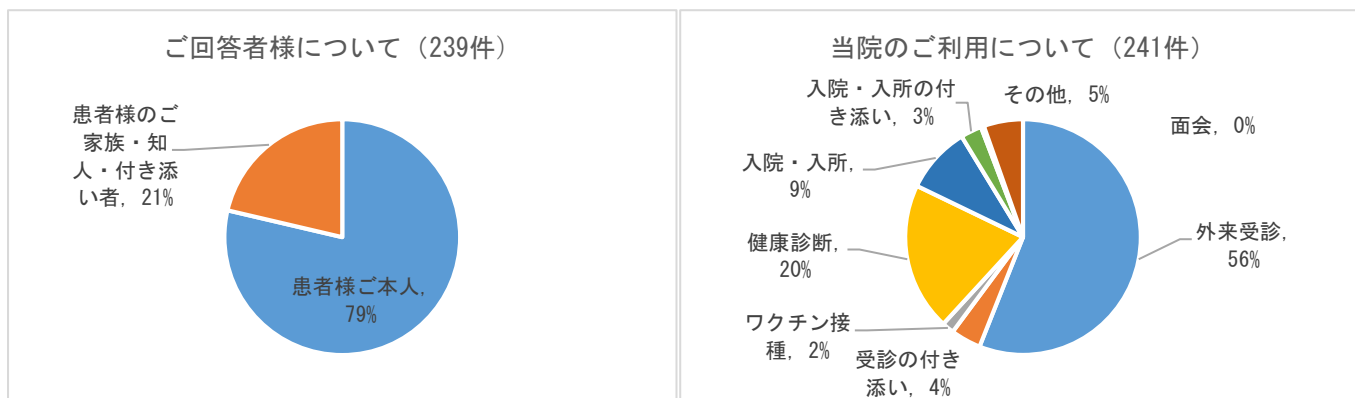 ご回答者様について（239件）
患者様のご
家族・知
人・付き添
い者, 21%
患者様ご本人,
79%
当院のご利用について（241件）
入院・入所の付
き添い, 3%
その他, 5%
面会, 0%
入院・入所,
9%
外来受診,
56%
健康診断,
20%
ワクチン接
種, 2%
受診の付き
添い, 4%